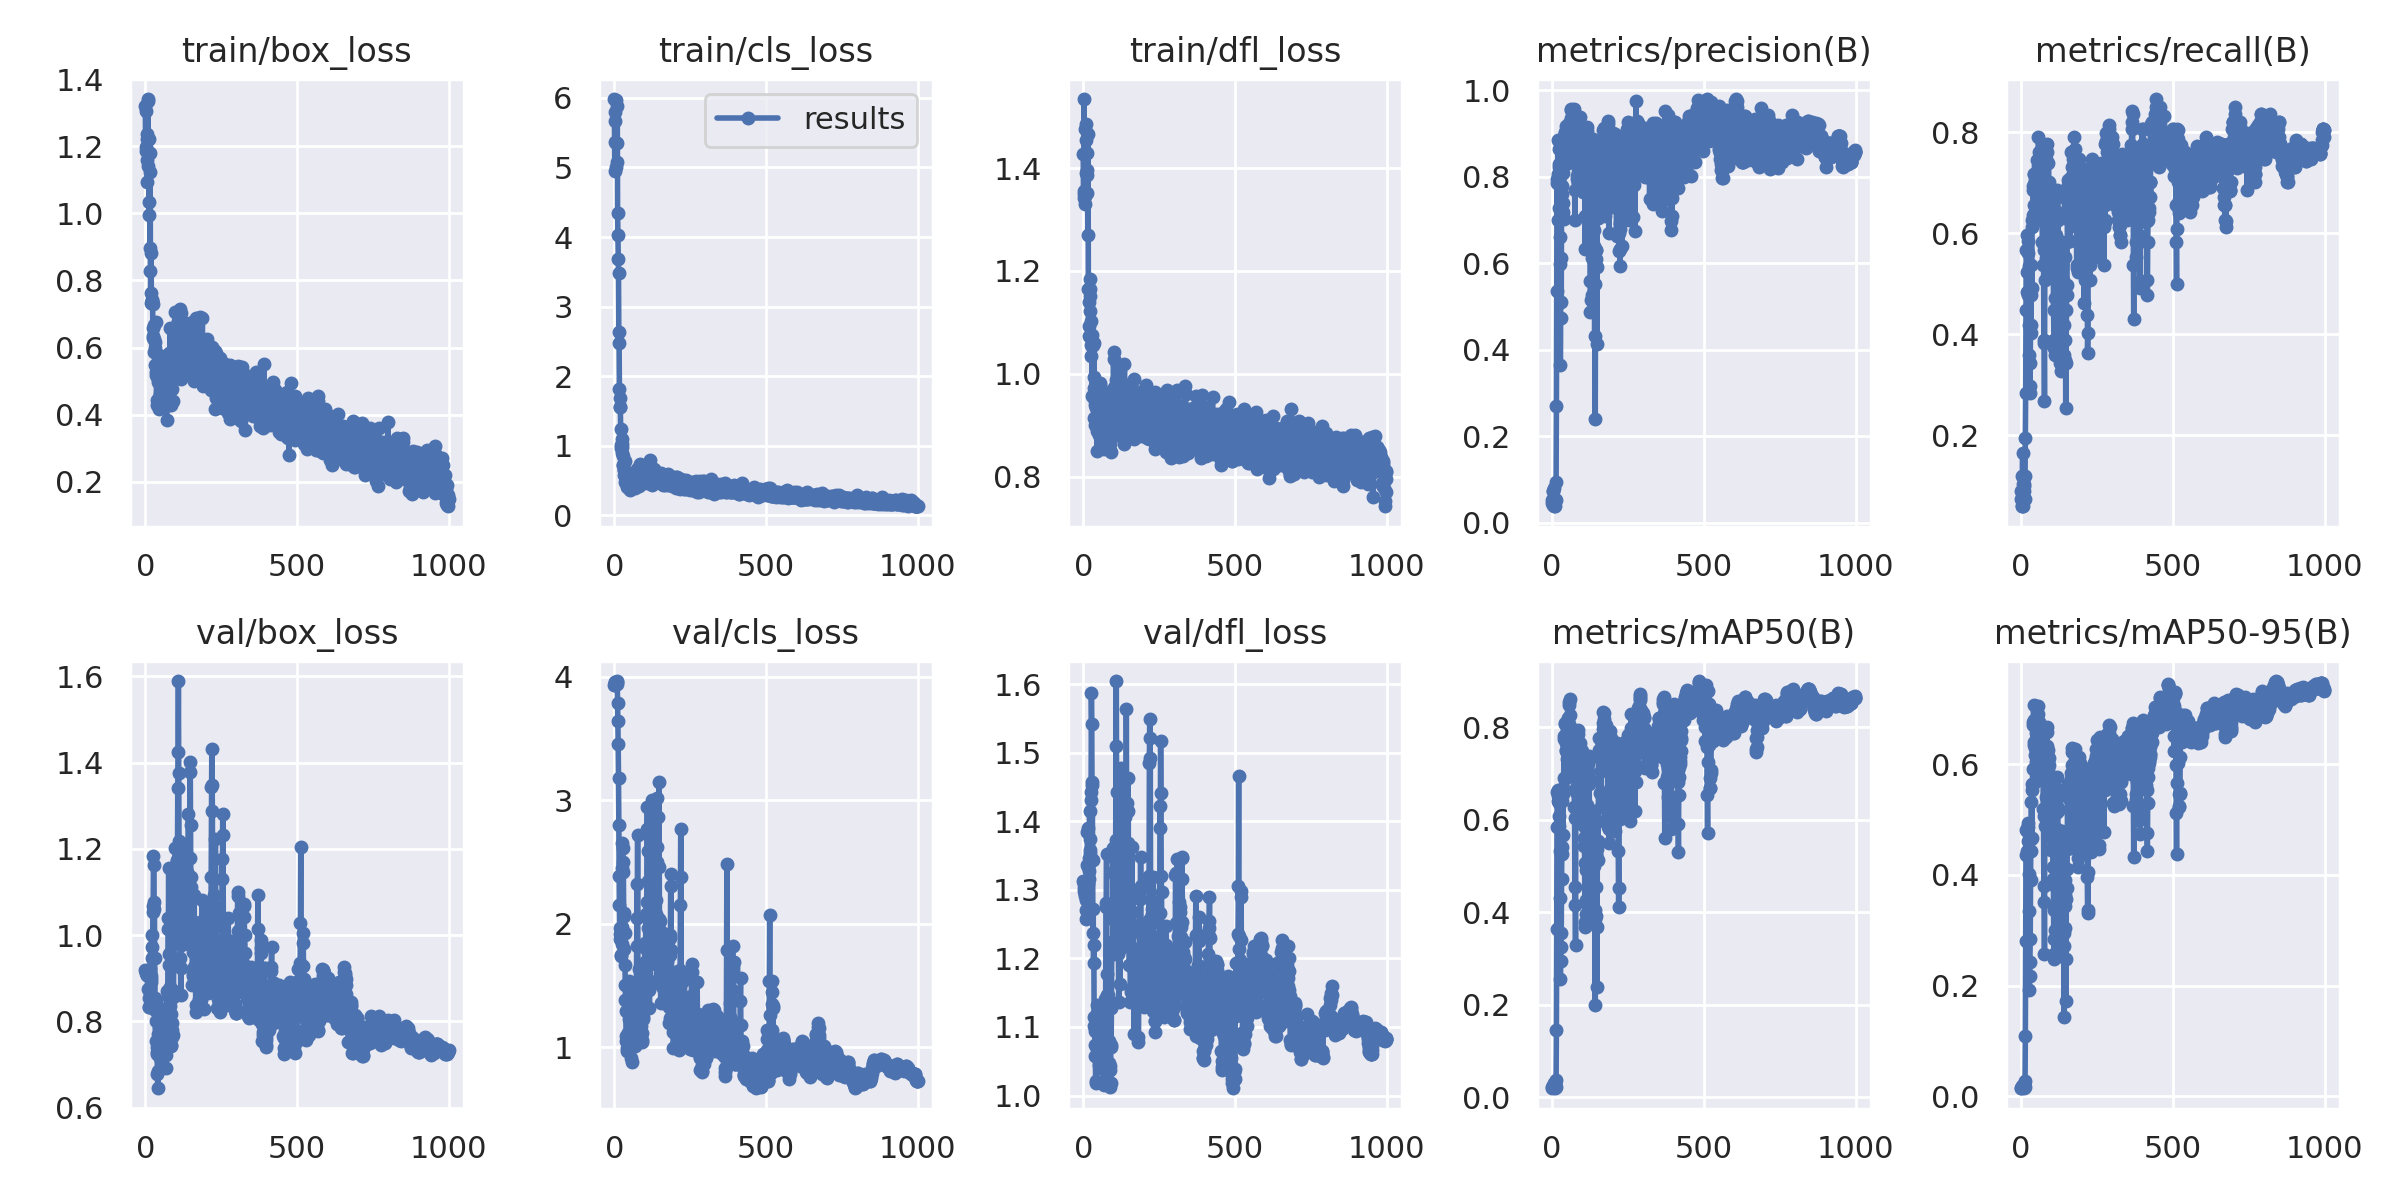 train/box_loss
1.4
1.2
1.0
0.8
0.6
0.4
0.2
0 500 1000
train/cls_loss
results
6
5
4
3
2
1
0
0 500 1000
train/dfl_loss
1.4
1.2
1.0
0.8
0 500 1000
metrics/precision(B)
1.0
0.8
0.6
0.4
0.2
0.0
0 500 1000
metrics/recall(B)
0.8
0.6
0.4
0.2
0 500 1000
val/box_loss
1.6
1.4
1.2
1.0
0.8
0.6
0 500 1000
val/cls_loss
4
3
2
1
0 500 1000
val/dfl_loss
1.6
1.5
1.4
1.3
1.2
1.1
1.0
0 500 1000
metrics/mAP50(B)
0.8
0.6
0.4
0.2
0.0
0 500 1000
metrics/mAP50-95(B)
0.6
0.4
0.2
0.0
0 500 1000